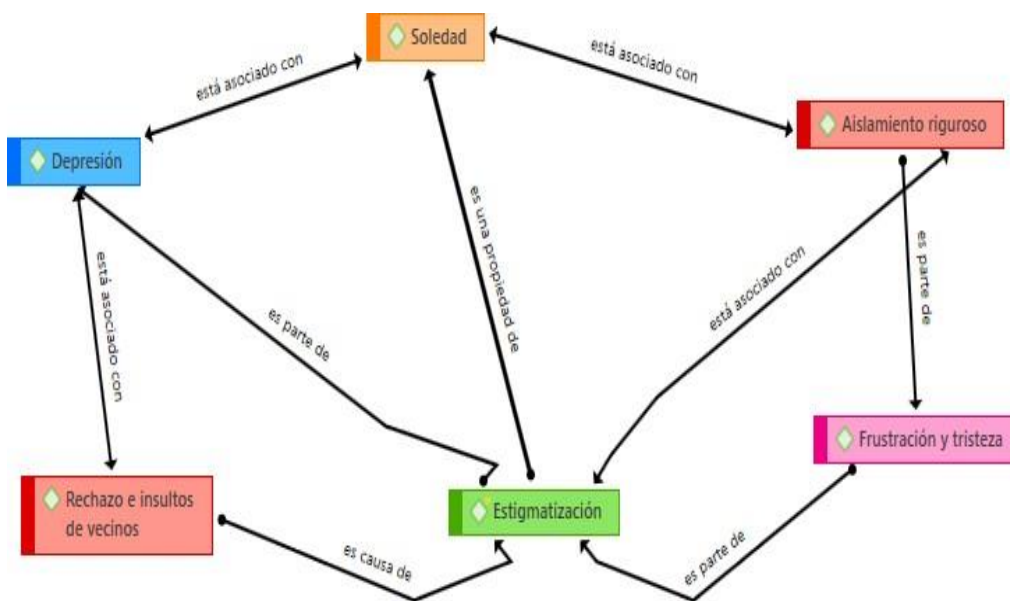 Soledad
está asociado con
está asociado con
Aislamiento riguroso
Depresión
es una propiedad de
está asociado con
es parte de
es parte de
está asociado con
Frustración y tristeza
Rechazo e insultos
de vecinos
Estigmatización
es causa de
es parte de